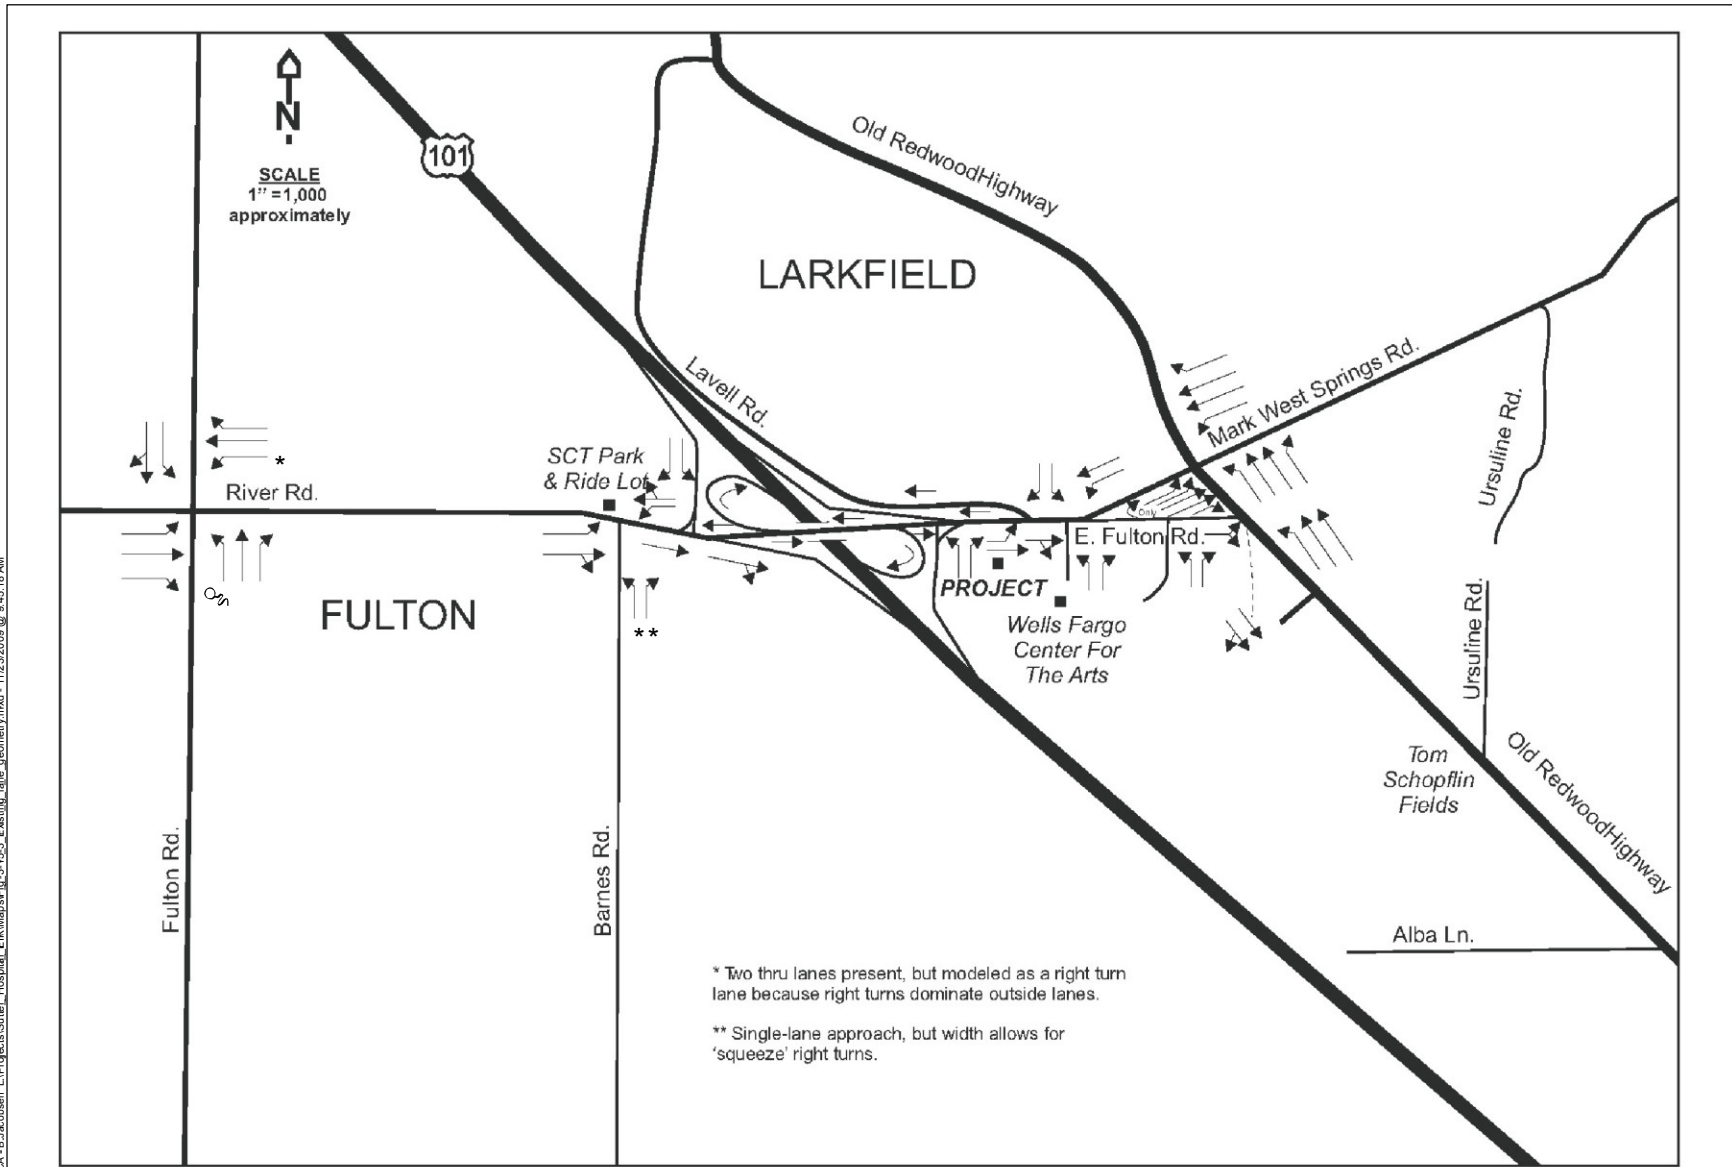 N
SCALE
1" =1,000
approximately
101
Old RedwoodHighway
LARKFIELD
Lavell Rd.
Mark West Springs Rd.
Ursuline Rd.
SCT Park
& Ride Lot
*
River Rd.
Only
E. Fulton Rd.
PROJECT
FULTON
**
Wells Fargo
Center For
The Arts
Ursuline Rd.
Tom
Schopflin
Fields
Old RedwoodHighway
Fulton Rd.
Barnes Rd.
Alba Ln.
* Two thru lanes present, but modeled as a right turn
lane because right turns dominate outside lanes.
** Single-lane approach, but width allows for
'squeeze' right turns.